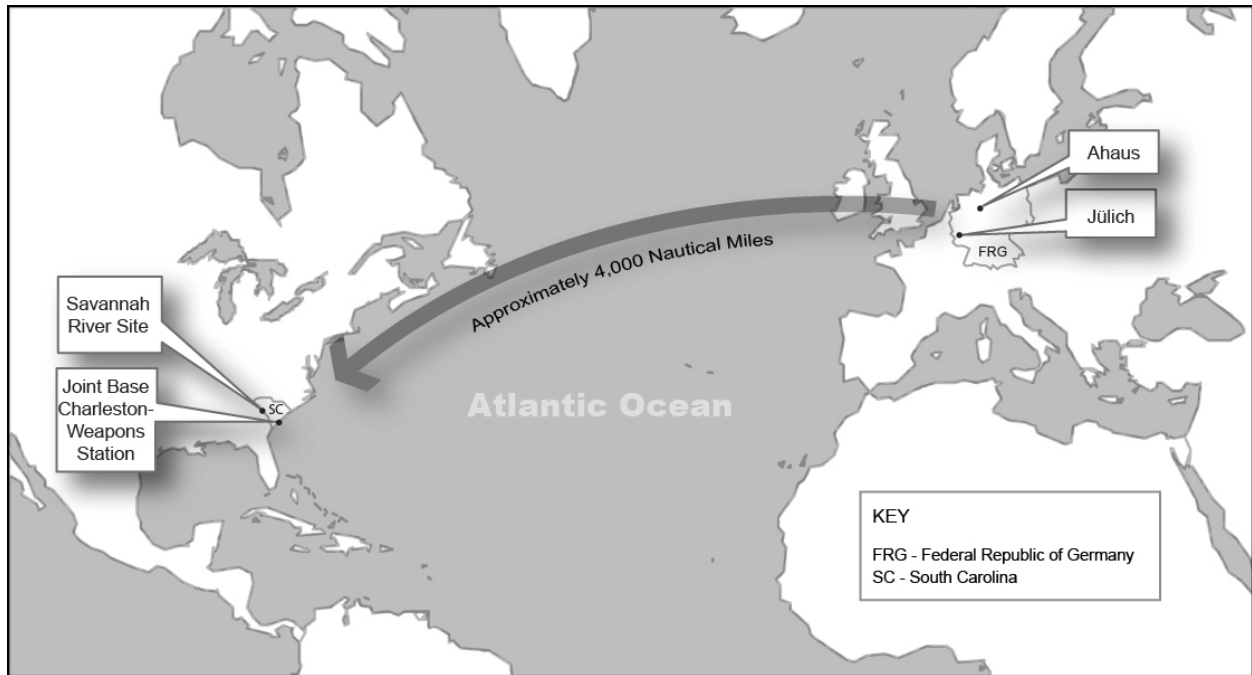 Ahaus
Jülich
FRG
Approximately 4,000 Nautical Miles
Savannah
River Site
Joint Base
Charleston-
Weapons
Station
SC
Atlantic Ocean
KEY
FRG - Federal Republic of Germany
SC - South Carolina